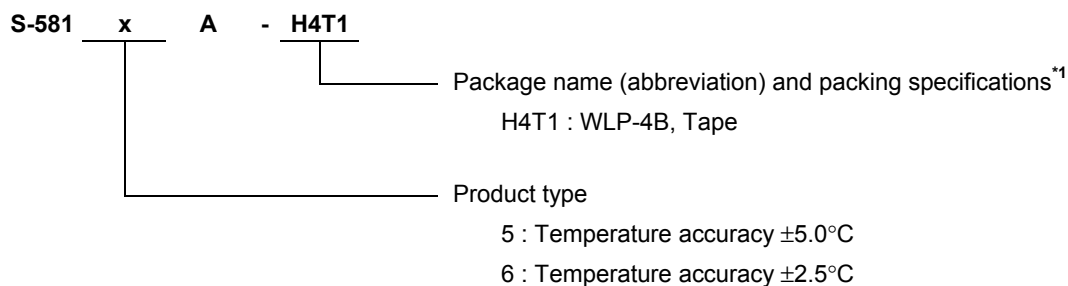 S-581 x A - H4T1
Package name (abbreviation) and packing specifications*1
H4T1 : WLP-4B, Tape
Product type
5 : Temperature accuracy ±5.0°C
6 : Temperature accuracy ±2.5°C